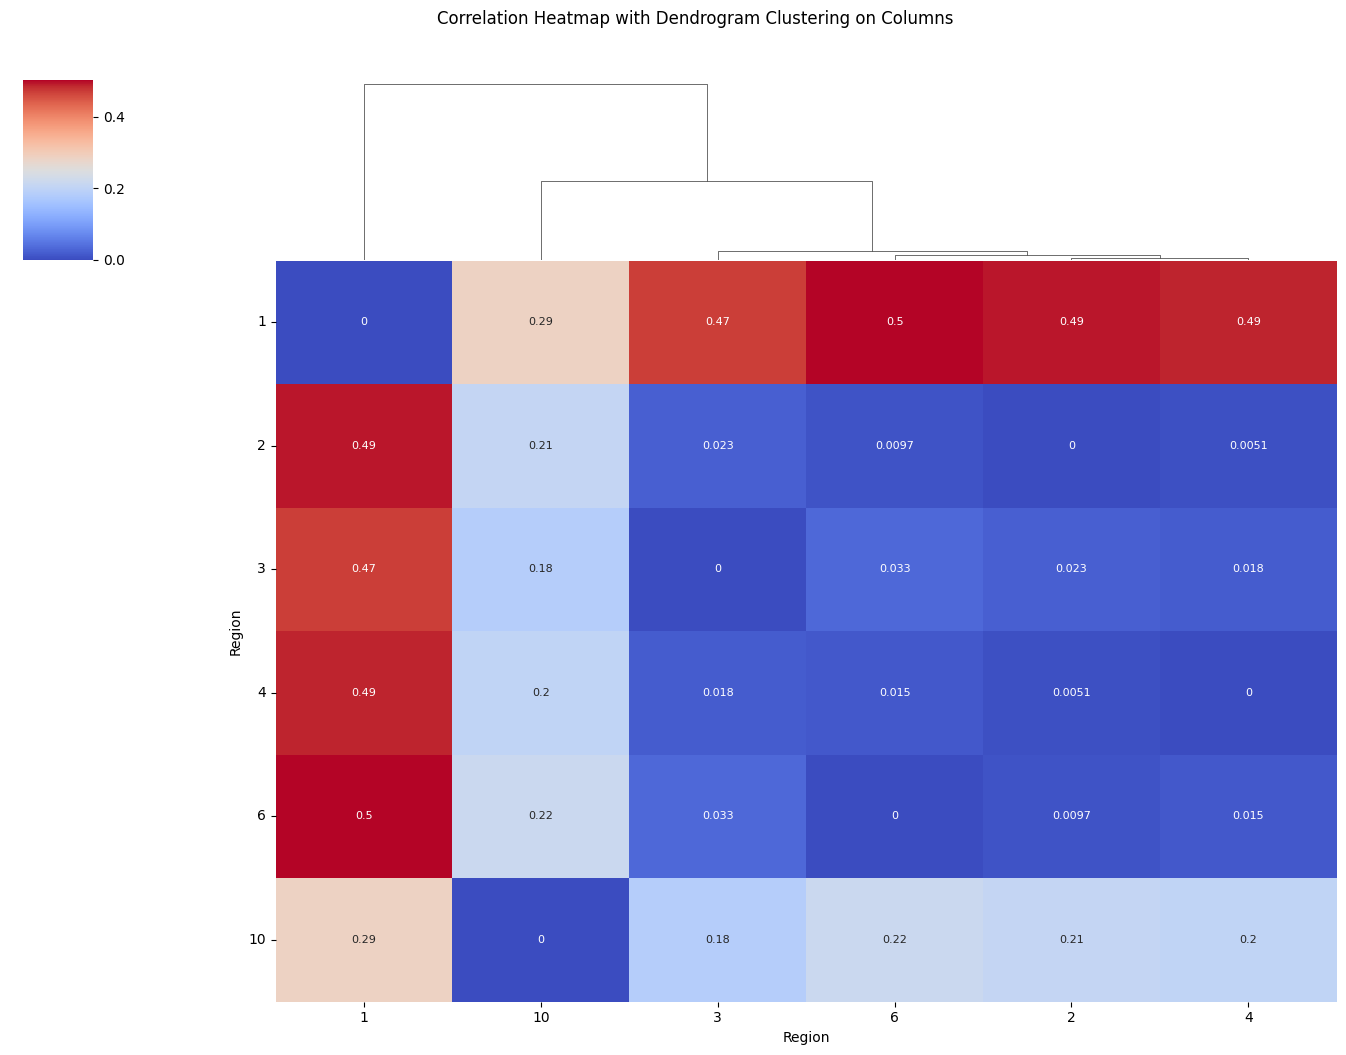 Correlation Heatmap with Dendrogram Clustering on Columns
0.4
0.2
0.0
1 0 0.29 0.47 0.5 0.49 0.49
2 0.49 0.21 0.023 0.0097 0 0.0051
3 0.47 0.18 0 0.033 0.023 0.018
Region
4 0.49 0.2 0.018 0.015 0.0051 0
6 0.5 0.22 0.033 0 0.0097 0.015
10 0.29 0 0.18 0.22 0.21 0.2
1 10 3 6 2 4
Region